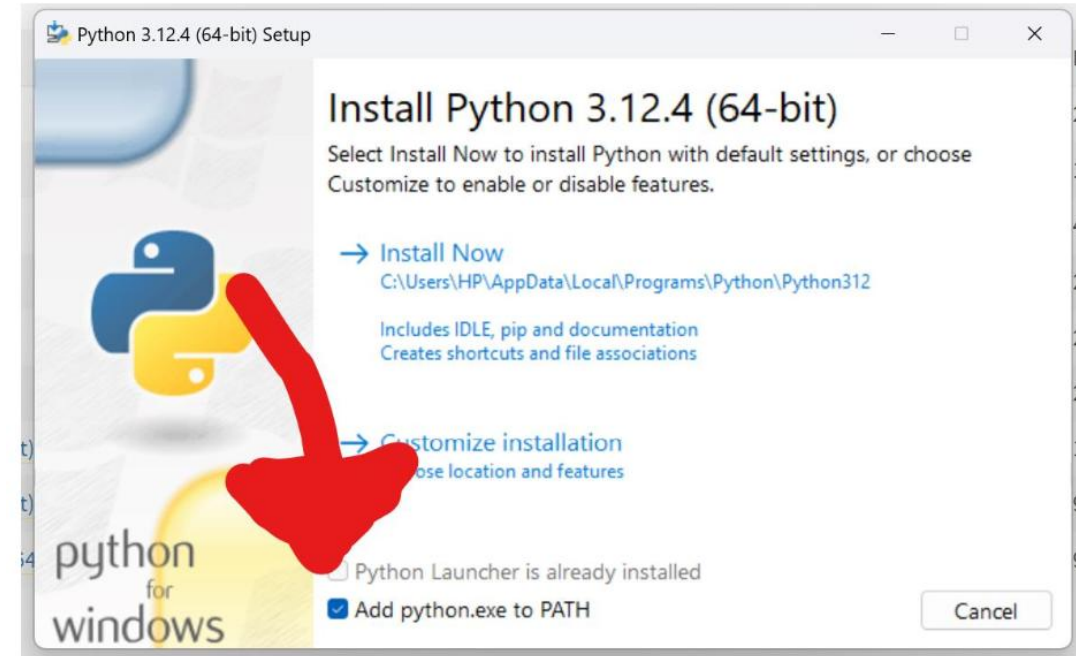 Python 3.12.4 (64-bit) Setup
Install Python 3.12.4 (64-bit)
Select Install Now to install Python with default settings, or choose
Customize to enable or disable features.
Install Now
C:\Users\HP\AppData\Local\Programs\Python\Python312
Includes IDLE, pip and documentation
Creates shortcuts and file associations
Customize installation
location and features
Python Launcher is already installed
Add python.exe to PATH
Cancel
python
for
windows
t)
t)
64